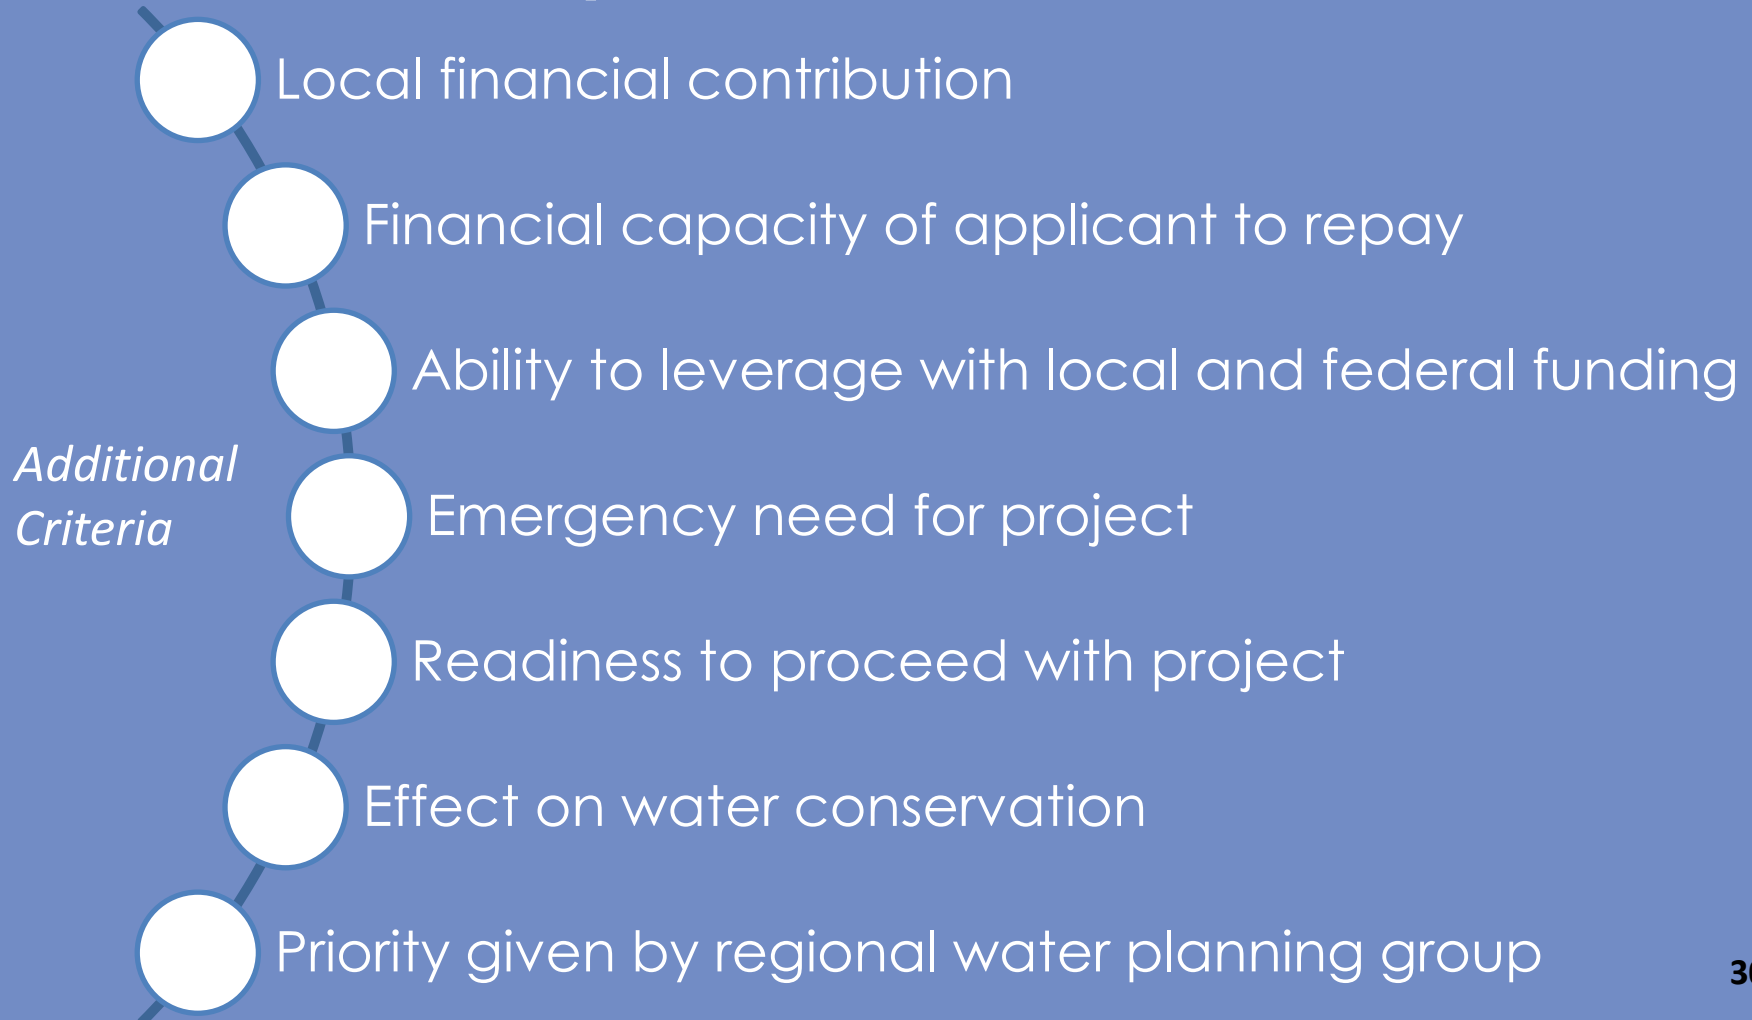 Local financial contribution
Financial capacity of applicant to repay
Ability to leverage with local and federal funding
Additional
Criteria
Emergency need for project
Readiness to proceed with project
Effect on water conservation
Priority given by regional water planning group